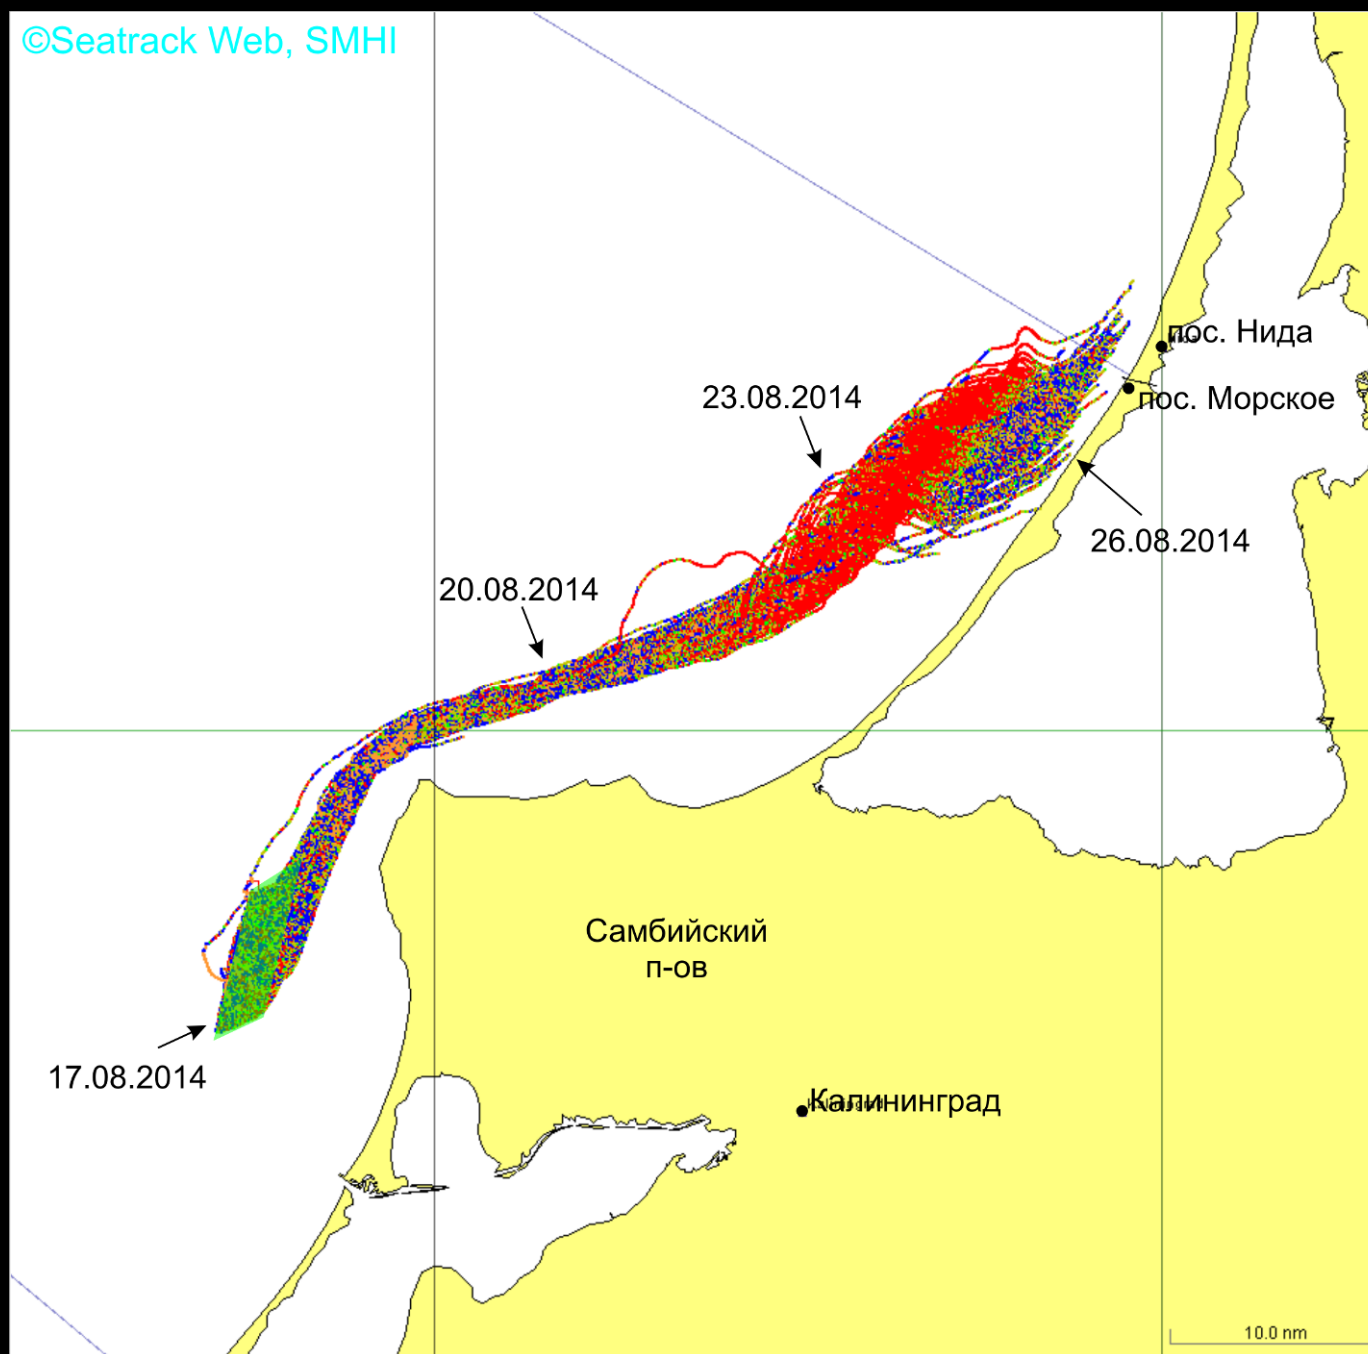 ©Seatrack Web, SMHI
пос. Нида
пос. Морское
23.08.2014
26.08.2014
20.08.2014
Самбийский
п-ов
17.08.2014
Калининград
10.0 nm